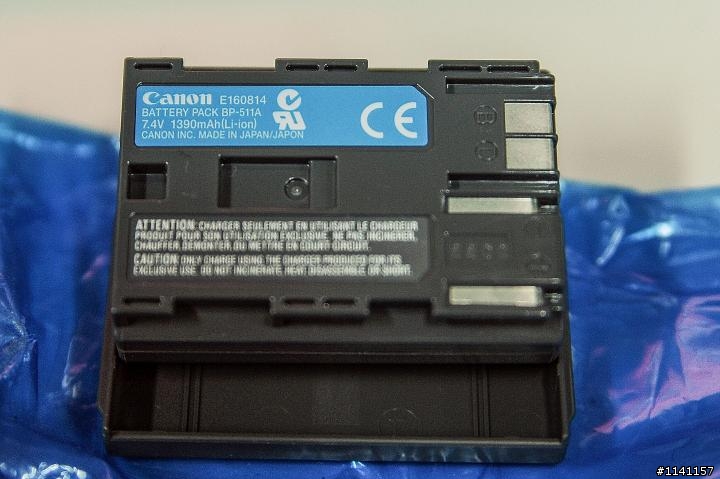 Canon E160814
BATTERY PACK BP-511A
7.4V 1390mAh(Li-ion)
CANON INC. MADE IN JAPAN/JAPON
CE
ATTENTION: CHARGER SEULEMENT EN UTILISANT LE CHARGEUR
PRODUIT POUR SON UTILISATION EXCLUSIVE. NE PAS INCINERER,
CHAUFFER DEMONTER, OU METTRE EN COURT CIRCUIT.
CAUTION: ONLY CHARGE USING THE CHARGER PRODUCED FOR ITS
EXCLUSIVE USE. DO NOT INCINERATE HEAT DISASSEMBLE OR SHORT.
#1141157